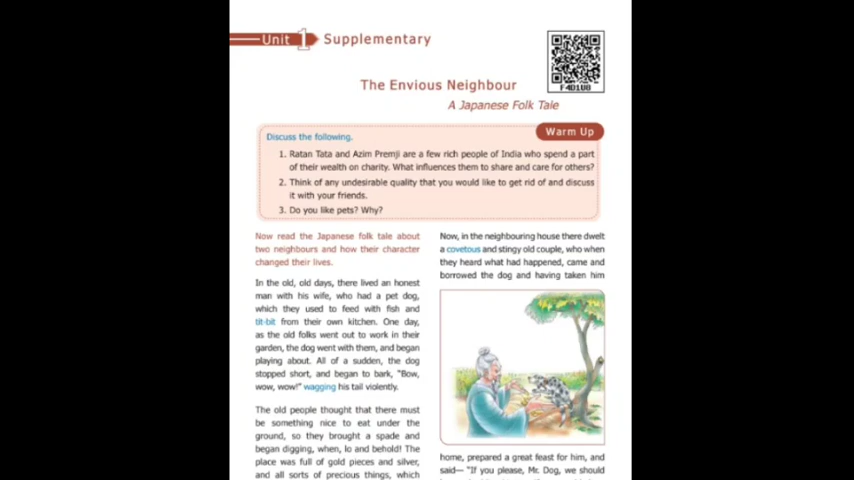 Unit 1 Supplementary
F4D1U8
The Envious Neighbour
A Japanese Folk Tale
Warm Up
Discuss the following.
1. Ratan Tata and Azim Premji are a few rich people of India who spend a part
of their wealth on charity. What influences them to share and care for others?
2. Think of any undesirable quality that you would like to get rid of and discuss
it with your friends.
3. Do you like pets? Why?
Now read the Japanese folk tale about
two neighbours and how their character
changed their lives.
In the old, old days, there lived an honest
man with his wife, who had a pet dog,
which they used to feed with fish and
tit-bit from their own kitchen. One day,
as the old folks went out to work in their
garden, the dog went with them, and began
playing about. All of a sudden, the dog
stopped short, and began to bark, “Bow,
wow, wow!” wagging his tail violently.
The old people thought that there must
be something nice to eat under the
ground, so they brought a spade and
began digging, when, lo and behold! The
place was full of gold pieces and silver,
and all sorts of precious things, which
Now, in the neighbouring house there dwelt
a covetous and stingy old couple, who when
they heard what had happened, came and
borrowed the dog and having taken him
home, prepared a great feast for him, and
said— “If you please, Mr. Dog, we should